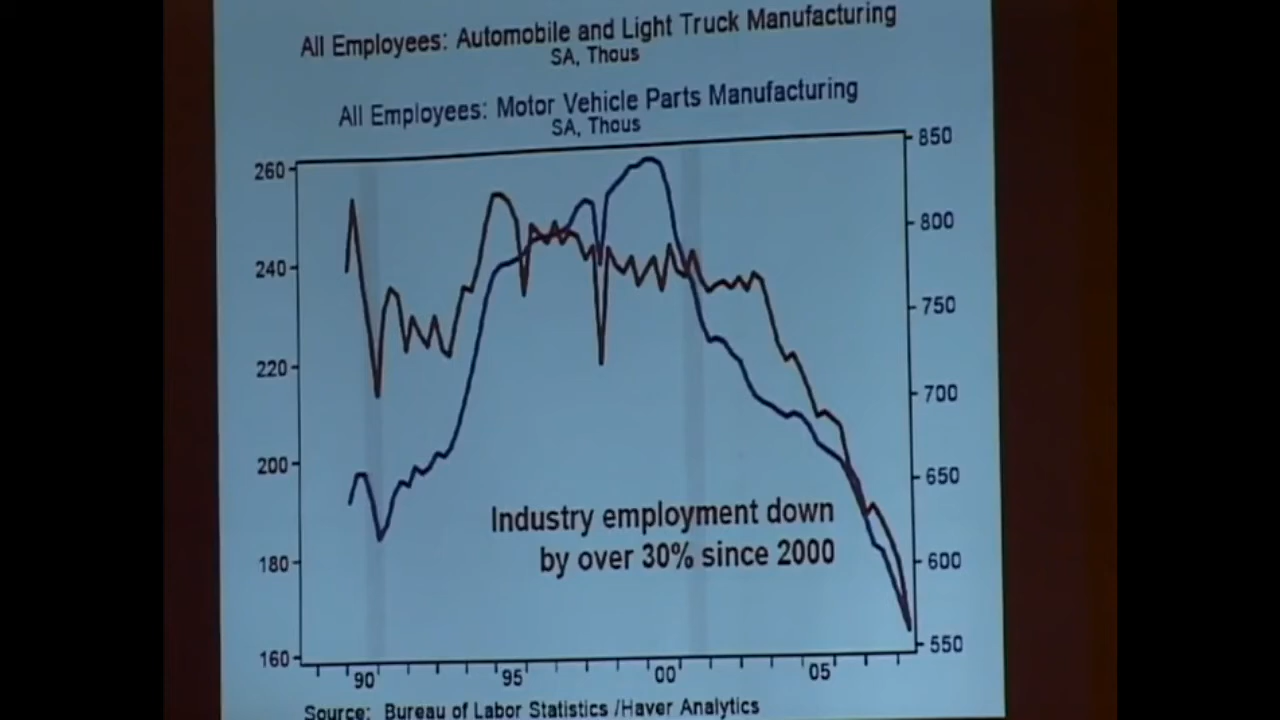 All Employees: Automobile and Light Truck Manufacturing
SA, Thous
All Employees: Motor Vehicle Parts Manufacturing
SA, Thous
260
240
220
200
180
160
850
800
750
700
650
600
550
Industry employment down
by over 30% since 2000
90 95 00 05
Source: Bureau of Labor Statistics /Haver Analytics